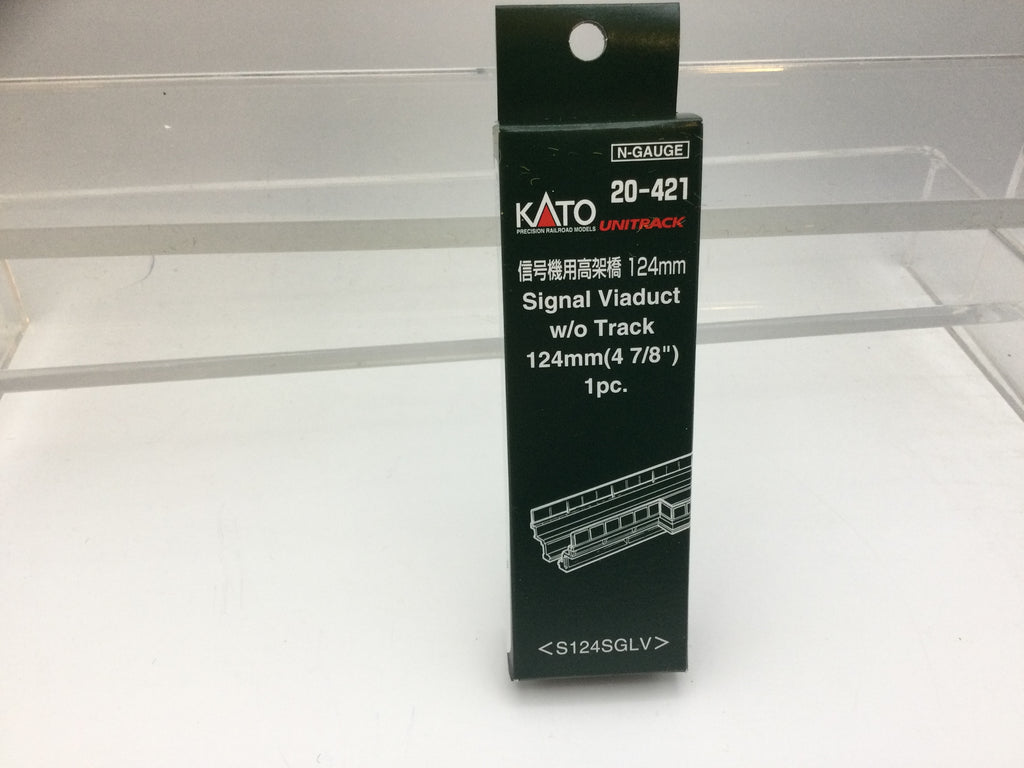 N-GAUGE
20-421
KATO
PRECISION RAILROAD MODELS
UNITRACK
信号機用高架橋 124mm
Signal Viaduct
w/o Track
124mm(4 7/8")
1pc.
<S124SGLV>